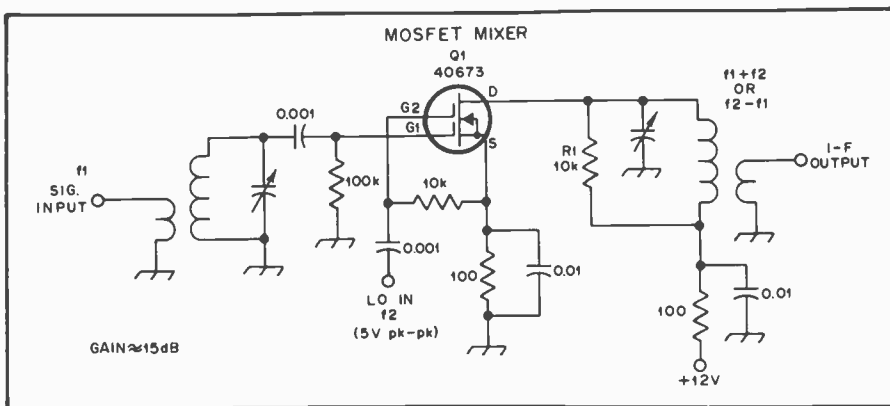 MOSFET MIXER
Q1
40673
D
G2
G1
S
0.001
f1
SIG.
INPUT
100k
10k
0.001
LO IN
f2
(5V pk-pk)
100
0.01
R1
10k
f1+f2
OR
f2-f1
I-F
OUTPUT
100
0.01
+12V
GAIN≈15dB